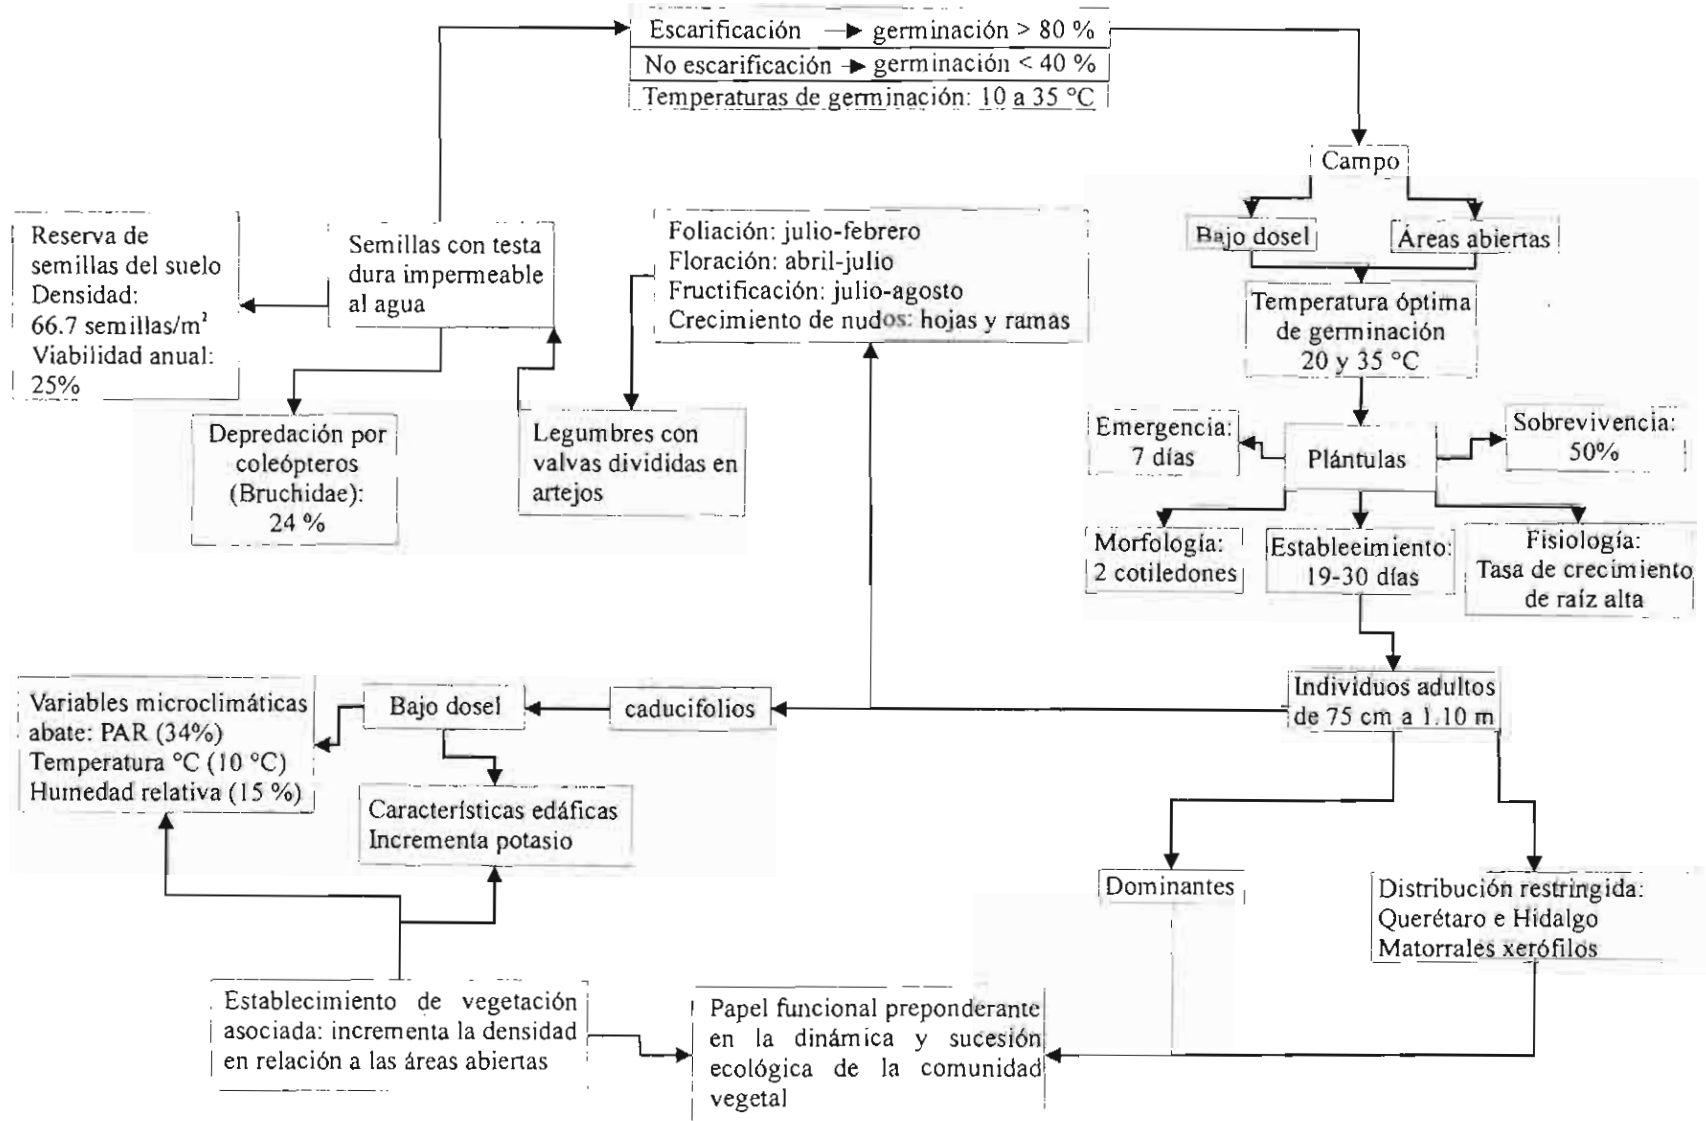 Escarificación → germinación > 80 %
No escarificación → germinación < 40 %
Temperaturas de germinación: 10 a 35 °C
Campo
Bajo dosel
Áreas abiertas
Temperatura óptima
de germinación
20 y 35 °C
Reserva de
semillas del suelo
Densidad:
66.7 semillas/m²
Viabilidad anual:
25%
Semillas con testa
dura impermeable
al agua
Foliación: julio-febrero
Floración: abril-julio
Fructificación: julio-agosto
Crecimiento de nudos: hojas y ramas
Depredación por
coleópteros
(Bruchidae):
24 %
Legumbres con
valvas divididas en
artejos
Emergencia:
7 días
Plántulas
Sobrevivencia:
50%
Morfología:
2 cotiledones
Establecimiento:
19-30 días
Fisiología:
Tasa de crecimiento
de raíz alta
Variables microclimáticas
abate: PAR (34%)
Temperatura °C (10 °C)
Humedad relativa (15 %)
Bajo dosel
caducifolios
Individuos adultos
de 75 cm a 1.10 m
Características edáficas
Incrementa potasio
Dominantes
Distribución restringida:
Querétaro e Hidalgo
Matorrales xerófilos
Establecimiento de vegetación
asociada: incrementa la densidad
en relación a las áreas abiertas
Papel funcional preponderante
en la dinámica y sucesión
ecológica de la comunidad
vegetal